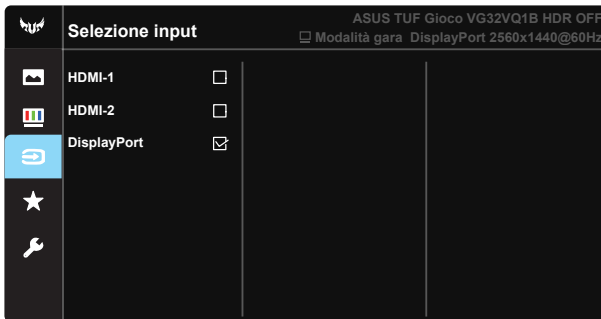 ASUS TUF Gioco VG32VQ1B HDR OFF
Selezione input
Modalità gara DisplayPort 2560x1440@60Hz
HDMI-1
HDMI-2
DisplayPort